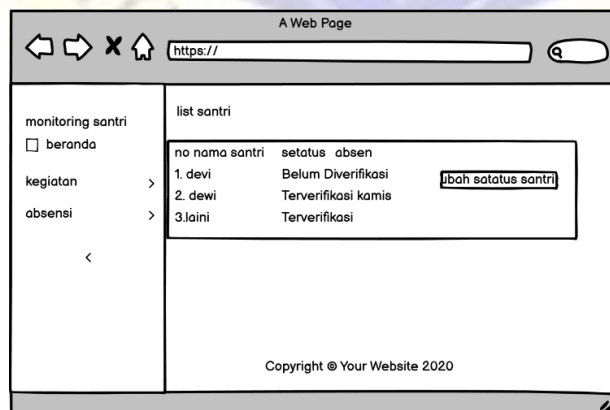 A Web Page
https://
monitoring santri
beranda
kegiatan
absensi
list santri
no nama santri setatus absen
1. devi Belum Diverifikasi
ubah satatus santri
2. dewi Terverifikasi kamis
3.laini Terverifikasi
Copyright © Your Website 2020